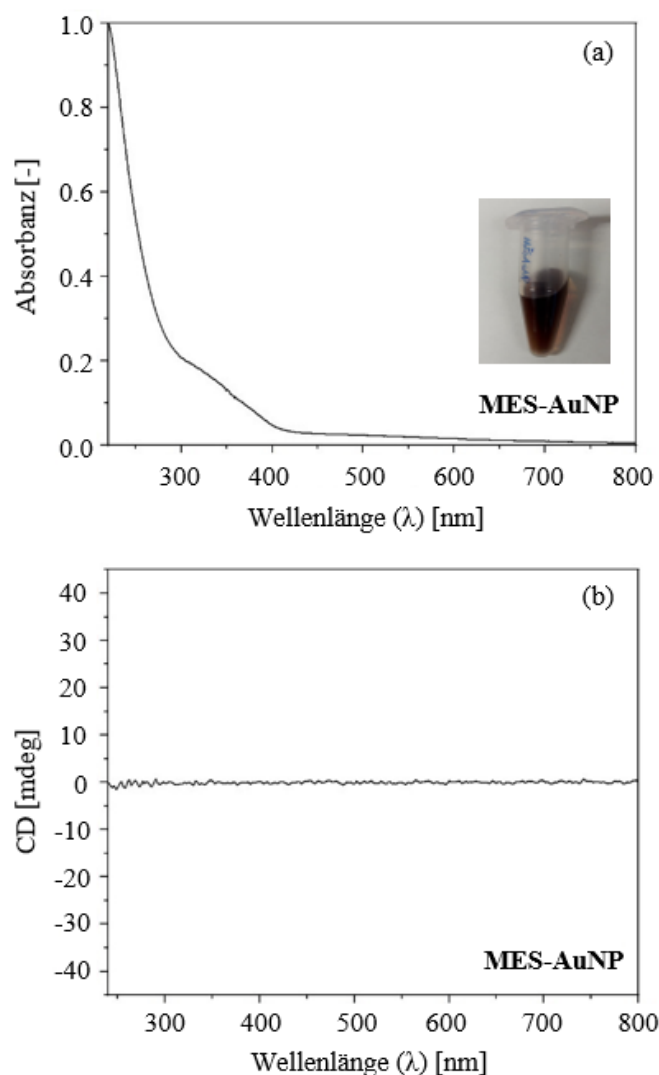 (a)
1.0
0.8
0.6
0.4
0.2
0.0
Absorbanz [-]
MES-AuNP
300 400 500 600 700 800
Wellenlänge (λ) [nm]
(b)
40
30
20
10
0
-10
-20
-30
-40
CD [mdeg]
MES-AuNP
300 400 500 600 700 800
Wellenlänge (λ) [nm]